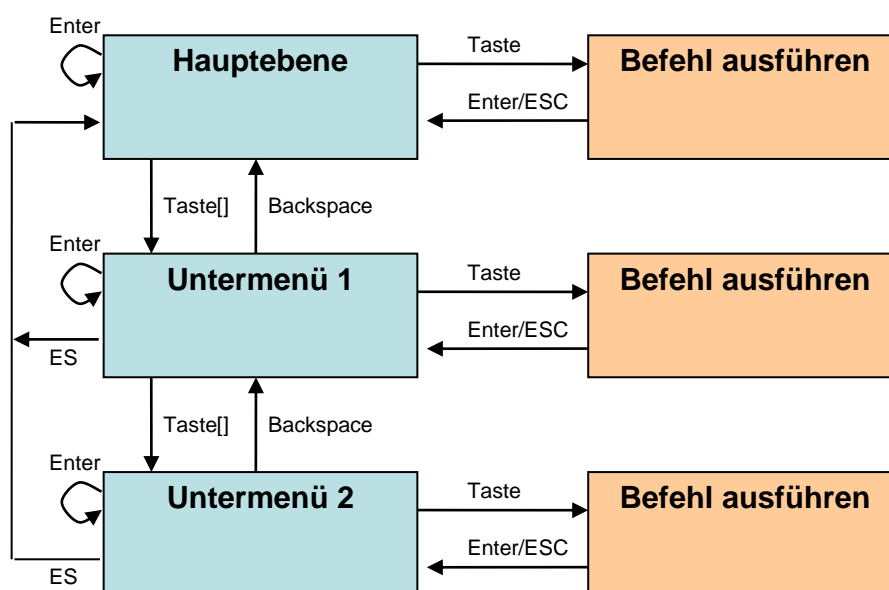 Enter
Hauptebene
Taste
Befehl ausführen
Enter/ESC
Taste[]
Backspace
Enter
Untermenü 1
Taste
Befehl ausführen
Enter/ESC
ES
Taste[]
Backspace
Enter
Untermenü 2
Taste
Befehl ausführen
Enter/ESC
ES